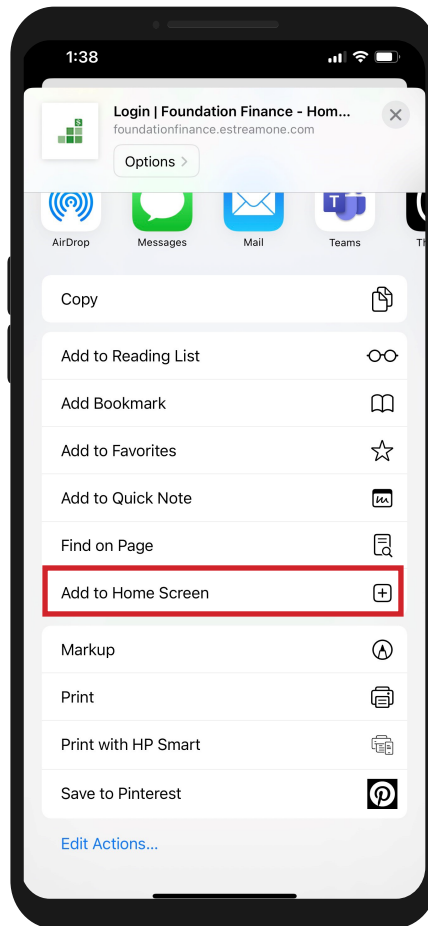 1:38
Login | Foundation Finance - Hom...
foundationfinance.estreamone.com
Options >
AirDrop
Messages
Mail
Teams
Copy
Add to Reading List
Add Bookmark
Add to Favorites
Add to Quick Note
Find on Page
Add to Home Screen
Markup
Print
Print with HP Smart
Save to Pinterest
Edit Actions...